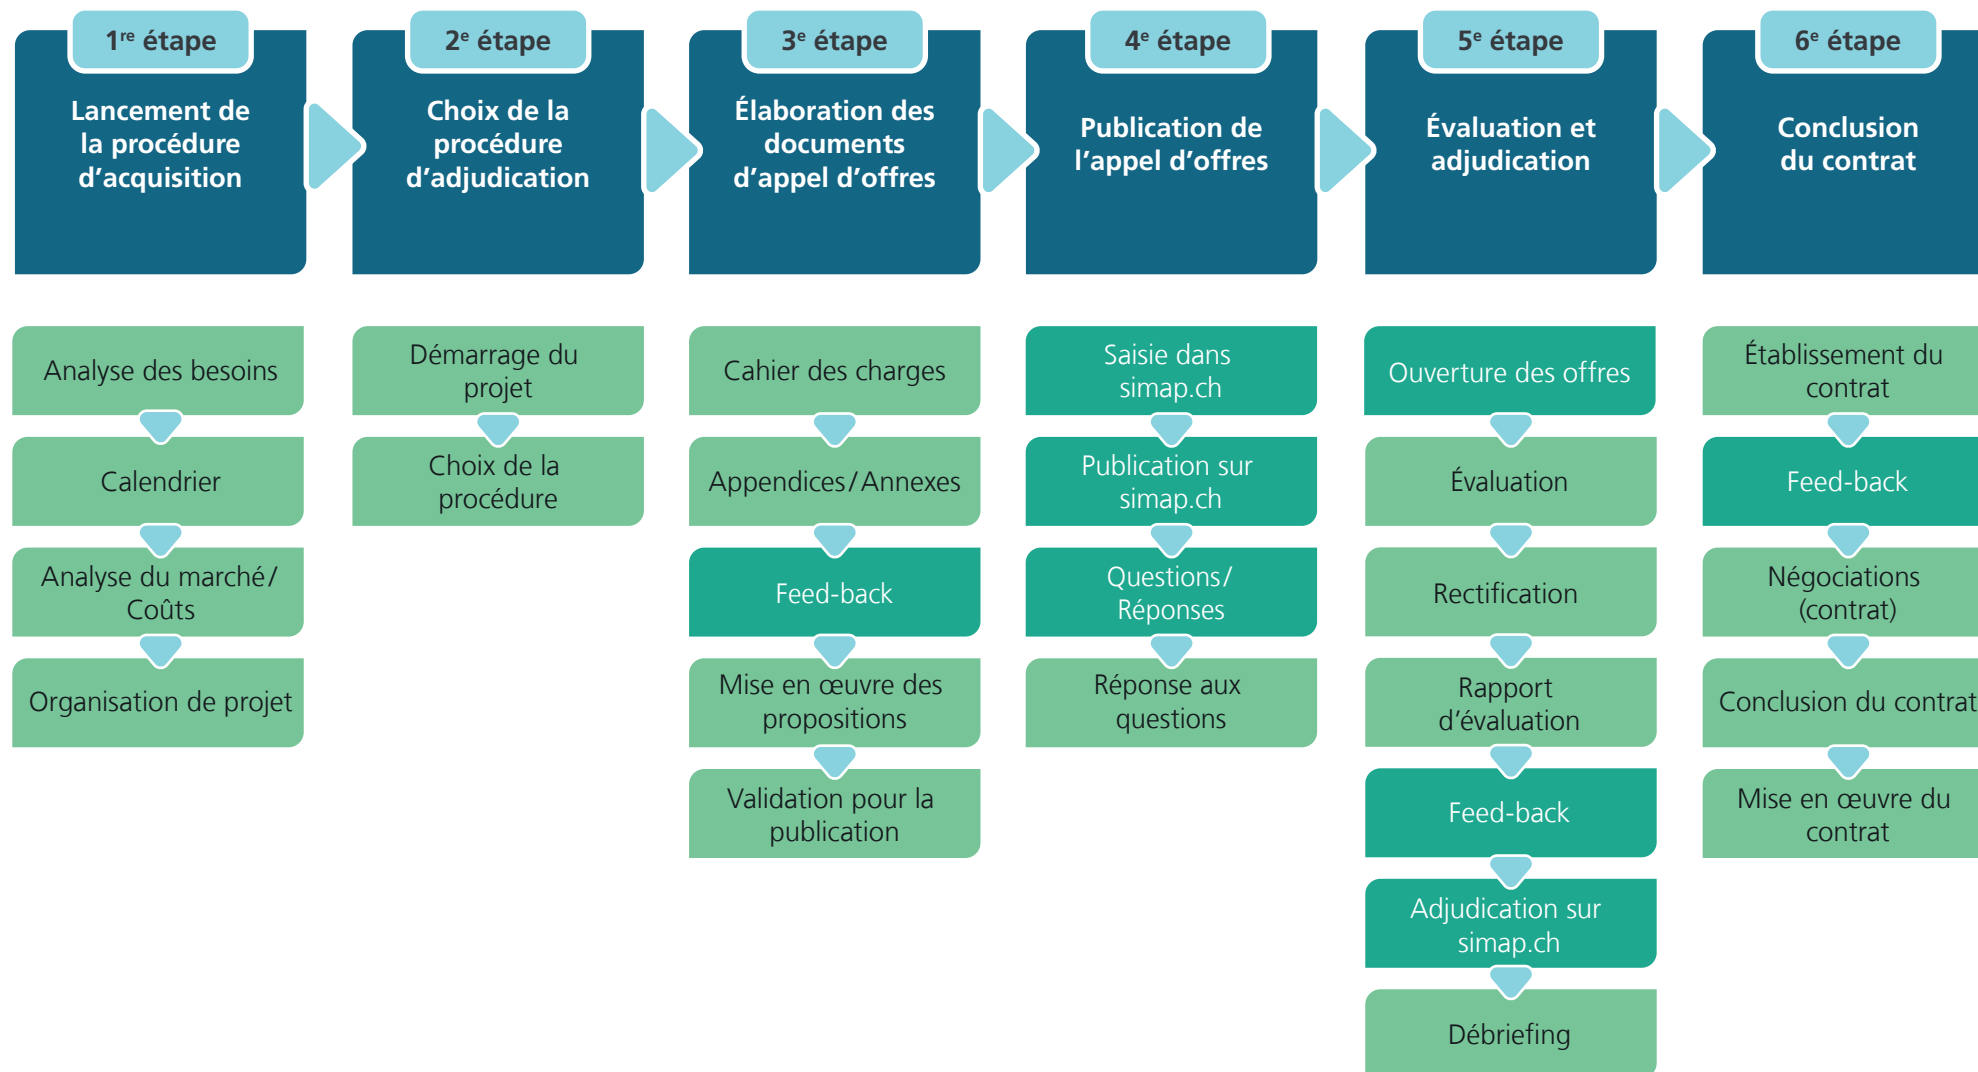 1re étape
Lancement de
la procédure
d’acquisition
Analyse des besoins
Calendrier
Analyse du marché/
Coûts
Organisation de projet
2e étape
Choix de la
procédure
d’adjudication
Démarrage du
projet
Choix de la
procédure
3e étape
Élaboration des
documents
d’appel d’offres
Cahier des charges
Appendices/Annexes
Feed-back
Mise en œuvre des
propositions
Validation pour la
publication
4e étape
Publication de
l’appel d’offres
Saisie dans
simap.ch
Publication sur
simap.ch
Questions/
Réponses
Réponse aux
questions
5e étape
Évaluation et
adjudication
Ouverture des offres
Évaluation
Rectification
Rapport
d’évaluation
Feed-back
Adjudication sur
simap.ch
Débriefing
6e étape
Conclusion
du contrat
Établissement du
contrat
Feed-back
Négociations
(contrat)
Conclusion du contrat
Mise en œuvre du
contrat